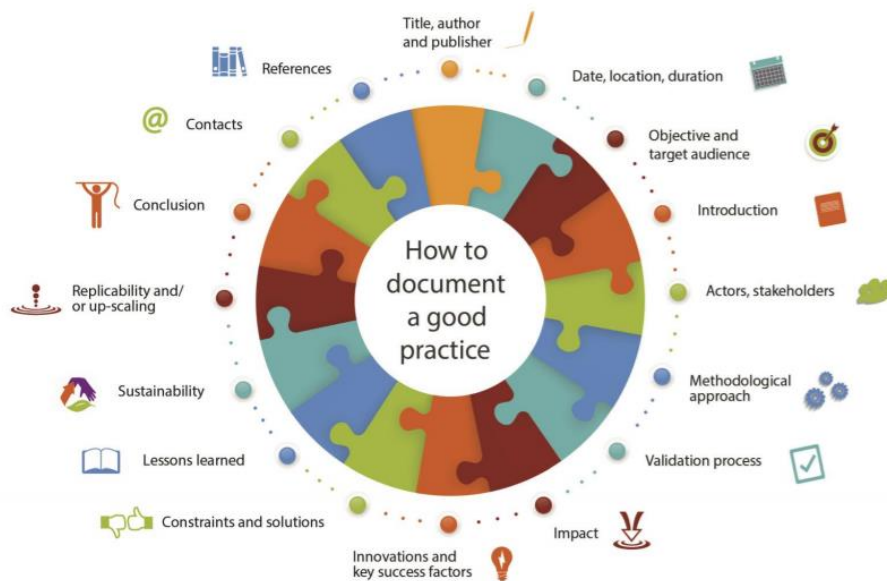 How to
document
a good
practice
Title, author
and publisher
Date, location, duration
Objective and
target audience
Introduction
Actors, stakeholders
Methodological
approach
Validation process
Impact
Innovations and
key success factors
Constraints and solutions
Lessons learned
Sustainability
Replicability and/
or up-scaling
Conclusion
@
Contacts
References